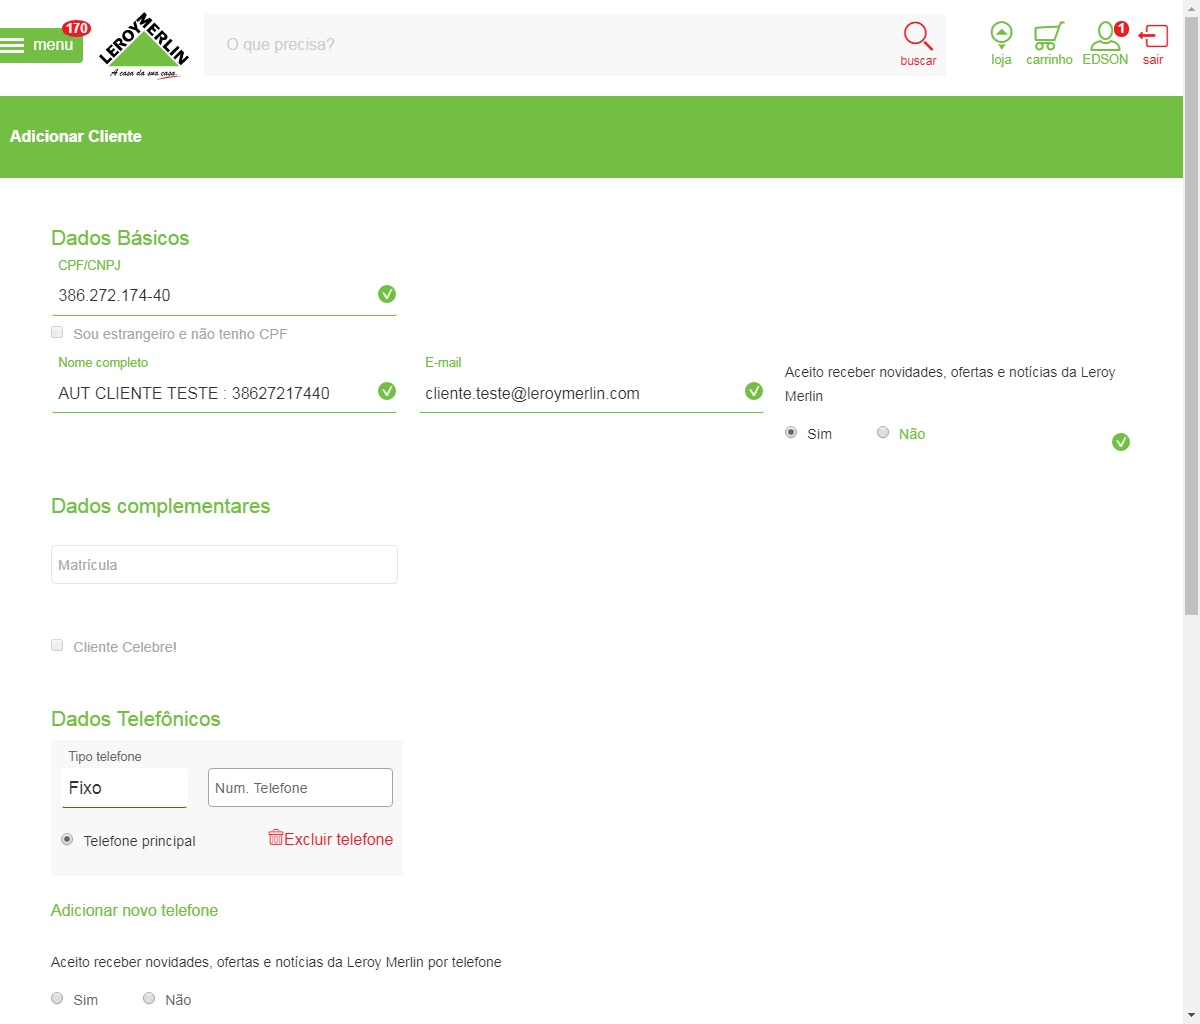 menu
170
LEROY MERLIN
A casa da sua casa.
O que precisa?
buscar
loja
carrinho
1
EDSON
sair
Adicionar Cliente
Dados Básicos
CPF/CNPJ
386.272.174-40
Sou estrangeiro e não tenho CPF
Nome completo
AUT CLIENTE TESTE : 38627217440
E-mail
cliente.teste@leroymerlin.com
Aceito receber novidades, ofertas e notícias da Leroy
Merlin
Sim
Não
Dados complementares
Matrícula
Cliente Celebre!
Dados Telefônicos
Tipo telefone
Fixo
Num. Telefone
Telefone principal
Excluir telefone
Adicionar novo telefone
Aceito receber novidades, ofertas e notícias da Leroy Merlin por telefone
Sim
Não